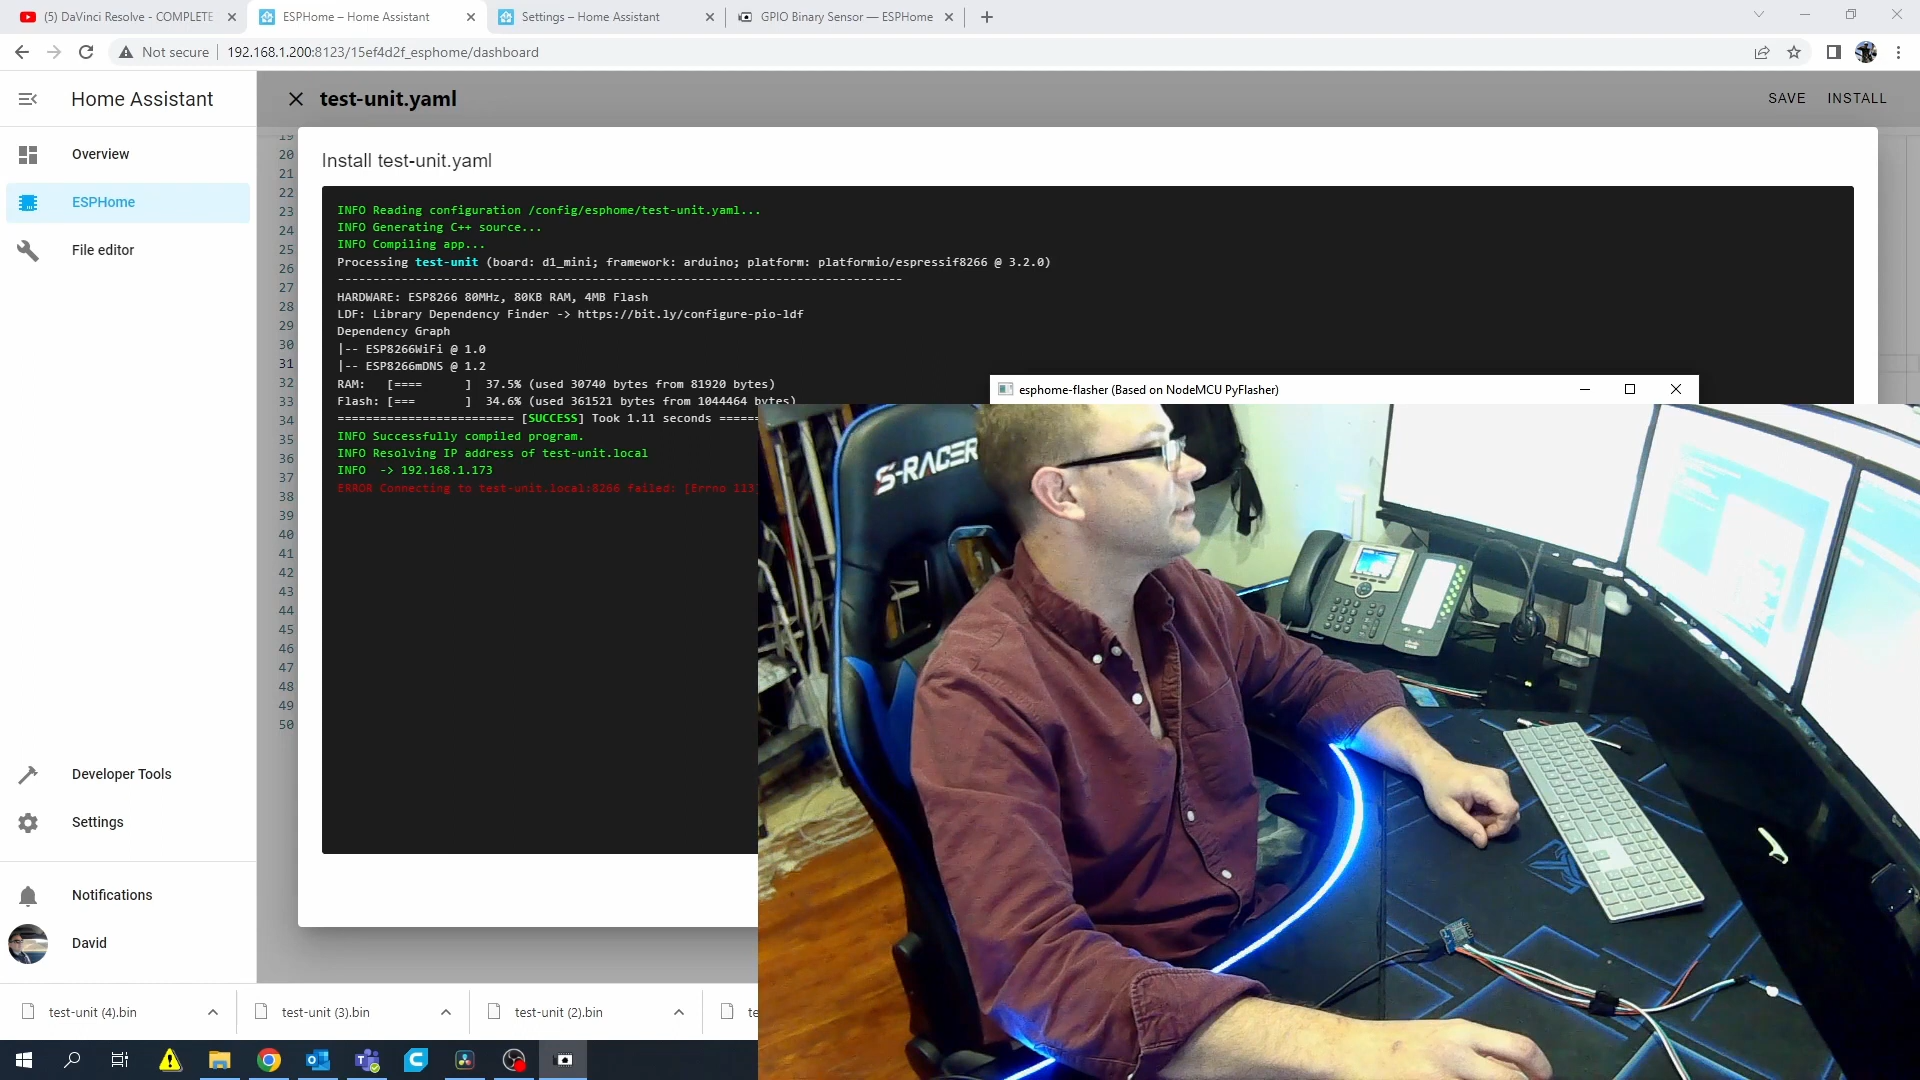 (5) DaVinci Resolve - COMPLETE
ESPHome – Home Assistant
Settings – Home Assistant
GPIO Binary Sensor — ESPHome
Not secure
192.168.1.200:8123/15ef4d2f_esphome/dashboard
Home Assistant
test-unit.yaml
SAVE
INSTALL
Overview
ESPHome
File editor
Developer Tools
Settings
Notifications
David
19
20
21
22
23
24
25
26
27
28
29
30
31
32
33
34
35
36
37
38
39
40
41
42
43
44
45
46
47
48
49
50
Install test-unit.yaml
INFO Reading configuration /config/esphome/test-unit.yaml...
INFO Generating C++ source...
INFO Compiling app...
Processing test-unit (board: d1_mini; framework: arduino; platform: platformio/espressif8266 @ 3.2.0)
--------------------------------------------------------------------------------
HARDWARE: ESP8266 80MHz, 80KB RAM, 4MB Flash
LDF: Library Dependency Finder -> https://bit.ly/configure-pio-ldf
Dependency Graph
|-- ESP8266WiFi @ 1.0
|-- ESP8266mDNS @ 1.2
RAM:   [====      ]  37.5% (used 30740 bytes from 81920 bytes)
Flash: [===       ]  34.6% (used 361521 bytes from 1044464 bytes)
========================= [SUCCESS] Took 1.11 seconds ======
INFO Successfully compiled program.
INFO Resolving IP address of test-unit.local
INFO  -> 192.168.1.173
ERROR Connecting to test-unit.local:8266 failed: [Errno 113]
esphome-flasher (Based on NodeMCU PyFlasher)
S-RACER
test-unit (4).bin
test-unit (3).bin
test-unit (2).bin
te